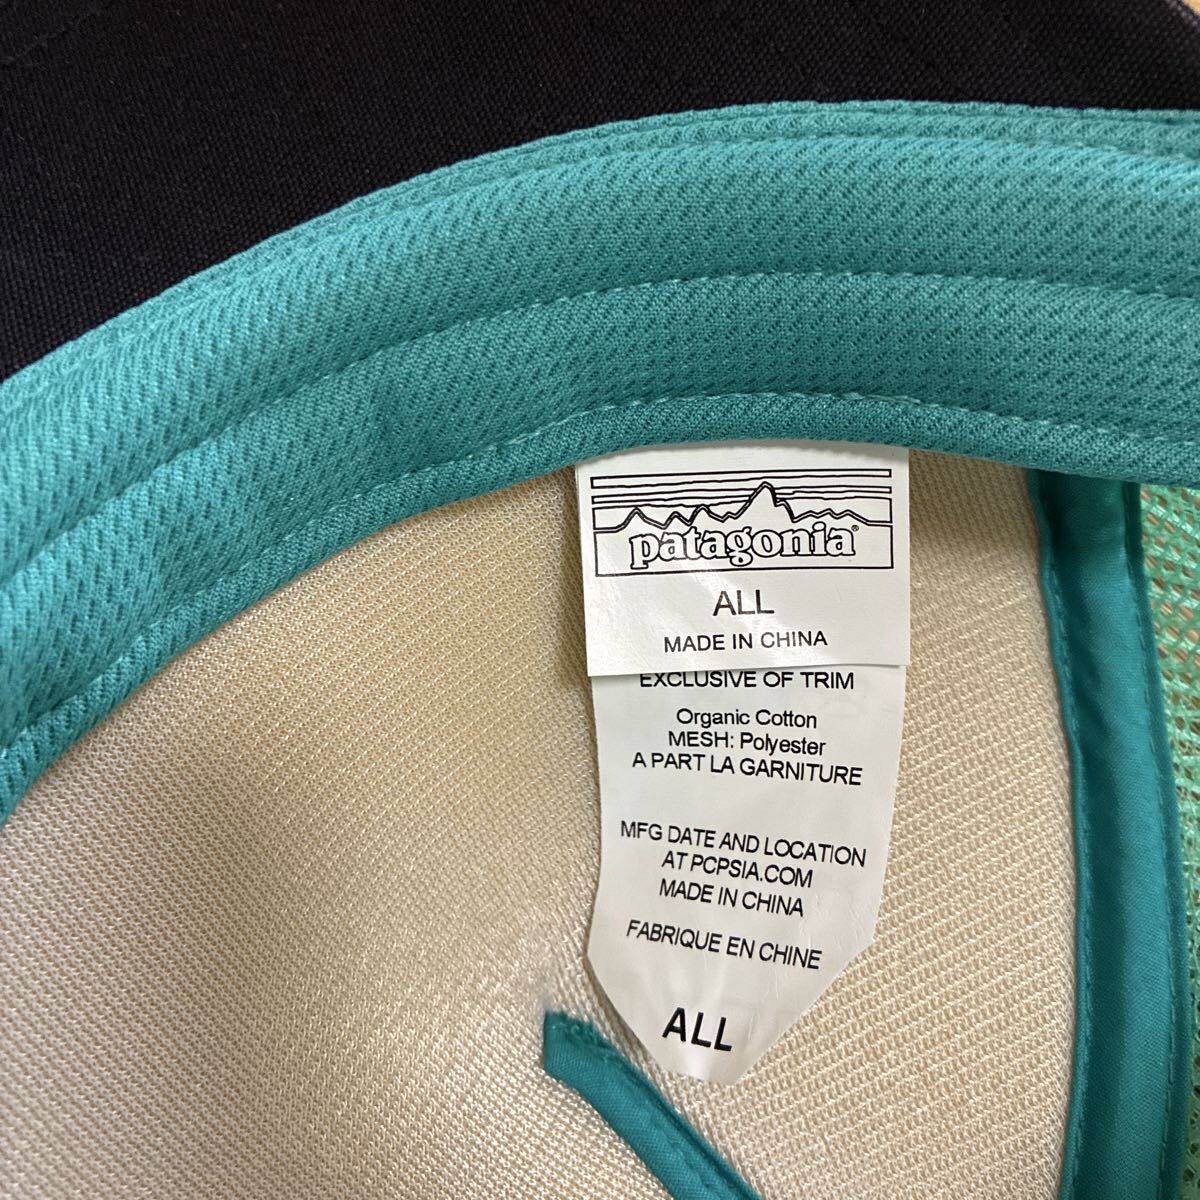 patagonia®
ALL
MADE IN CHINA
EXCLUSIVE OF TRIM
Organic Cotton
MESH: Polyester
A PART LA GARNITURE
MFG DATE AND LOCATION
AT PCPSIA.COM
MADE IN CHINA
FABRIQUE EN CHINE
ALL